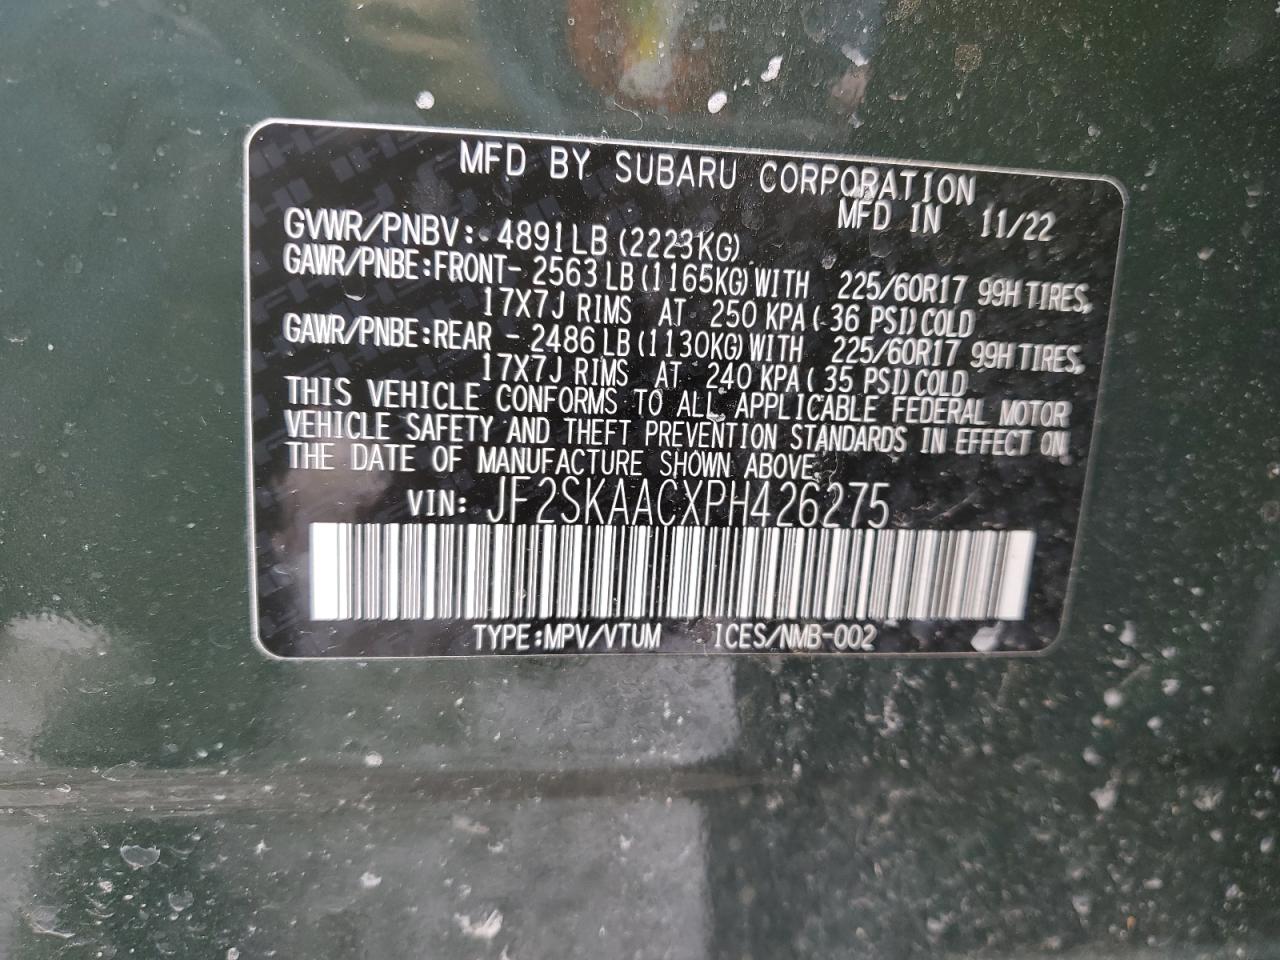 MFD BY SUBARU CORPORATION
MFD IN 11/22
GVWR/PNBV: 4891LB (2223KG)
GAWR/PNBE:FRONT- 2563 LB (1165KG) WITH 225/60R17 99H TIRES,
17X7J RIMS AT 250 KPA ( 36 PSI) COLD
GAWR/PNBE:REAR - 2486 LB (1130KG) WITH 225/60R17 99H TIRES,
17X7J RIMS AT 240 KPA ( 35 PSI) COLD
THIS VEHICLE CONFORMS TO ALL APPLICABLE FEDERAL MOTOR
VEHICLE SAFETY AND THEFT PREVENTION STANDARDS IN EFFECT ON
THE DATE OF MANUFACTURE SHOWN ABOVE.
VIN: JF2SKAACXPH426275
TYPE:MPV/VTUM ICES/NMB-002